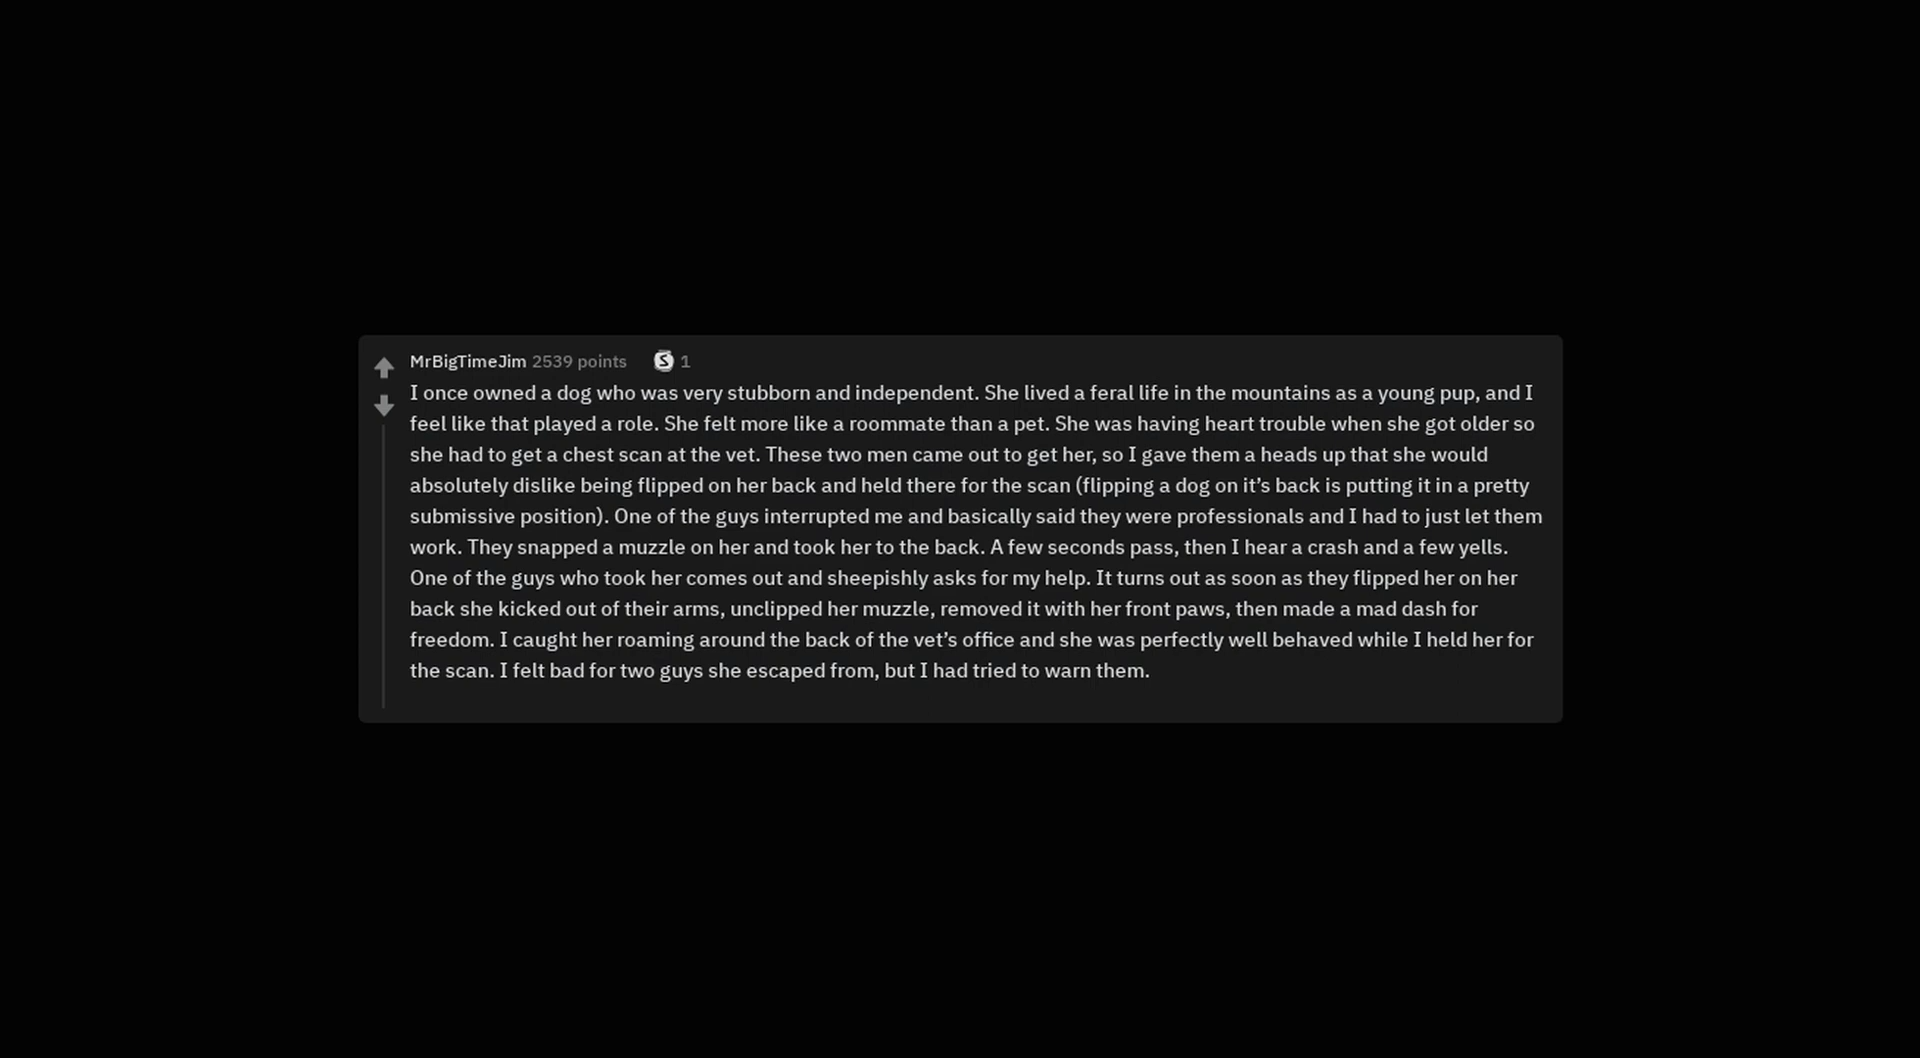 MrBigTimeJim 2539 points S 1
I once owned a dog who was very stubborn and independent. She lived a feral life in the mountains as a young pup, and I
feel like that played a role. She felt more like a roommate than a pet. She was having heart trouble when she got older so
she had to get a chest scan at the vet. These two men came out to get her, so I gave them a heads up that she would
absolutely dislike being flipped on her back and held there for the scan (flipping a dog on it’s back is putting it in a pretty
submissive position). One of the guys interrupted me and basically said they were professionals and I had to just let them
work. They snapped a muzzle on her and took her to the back. A few seconds pass, then I hear a crash and a few yells.
One of the guys who took her comes out and sheepishly asks for my help. It turns out as soon as they flipped her on her
back she kicked out of their arms, unclipped her muzzle, removed it with her front paws, then made a mad dash for
freedom. I caught her roaming around the back of the vet’s office and she was perfectly well behaved while I held her for
the scan. I felt bad for two guys she escaped from, but I had tried to warn them.